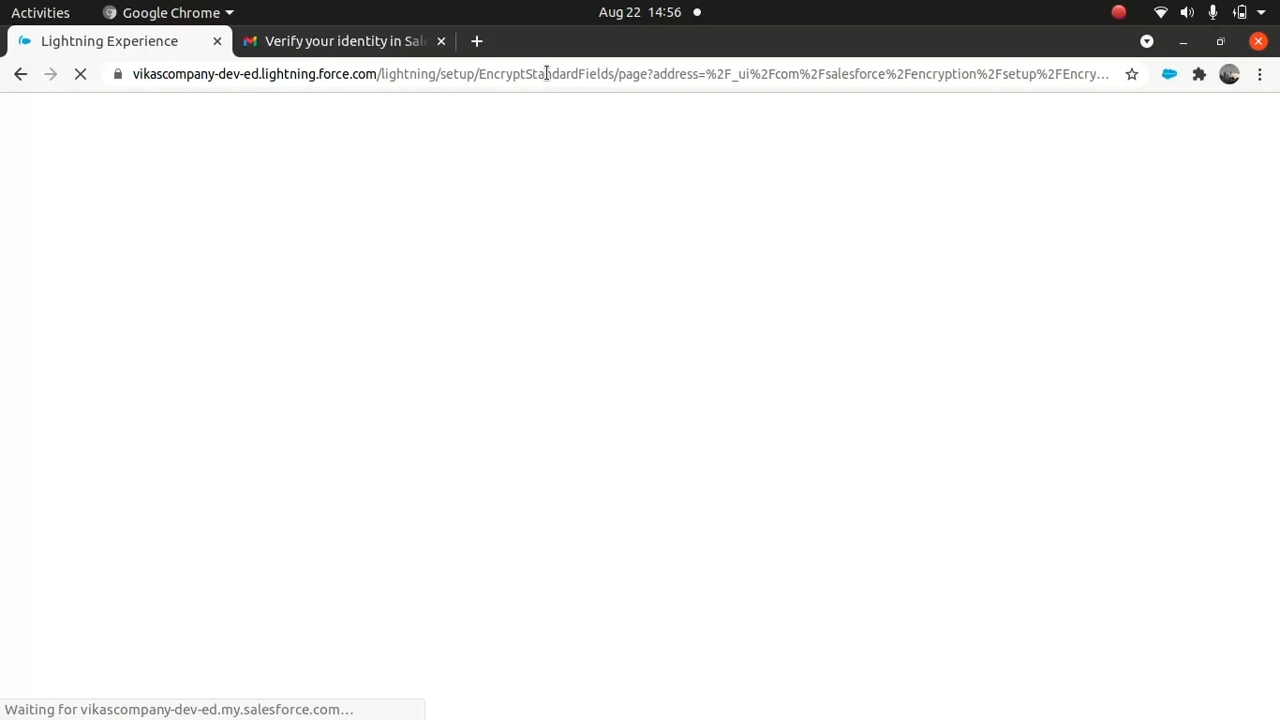 Activities
Google Chrome
Aug 22 14:56
Lightning Experience
Verify your identity in Sal
vikascompany-dev-ed.lightning.force.com/lightning/setup/EncryptStandardFields/page?address=%2F_ui%2Fcom%2Fsalesforce%2Fencryption%2Fsetup%2FEncry...
Waiting for vikascompany-dev-ed.my.salesforce.com...